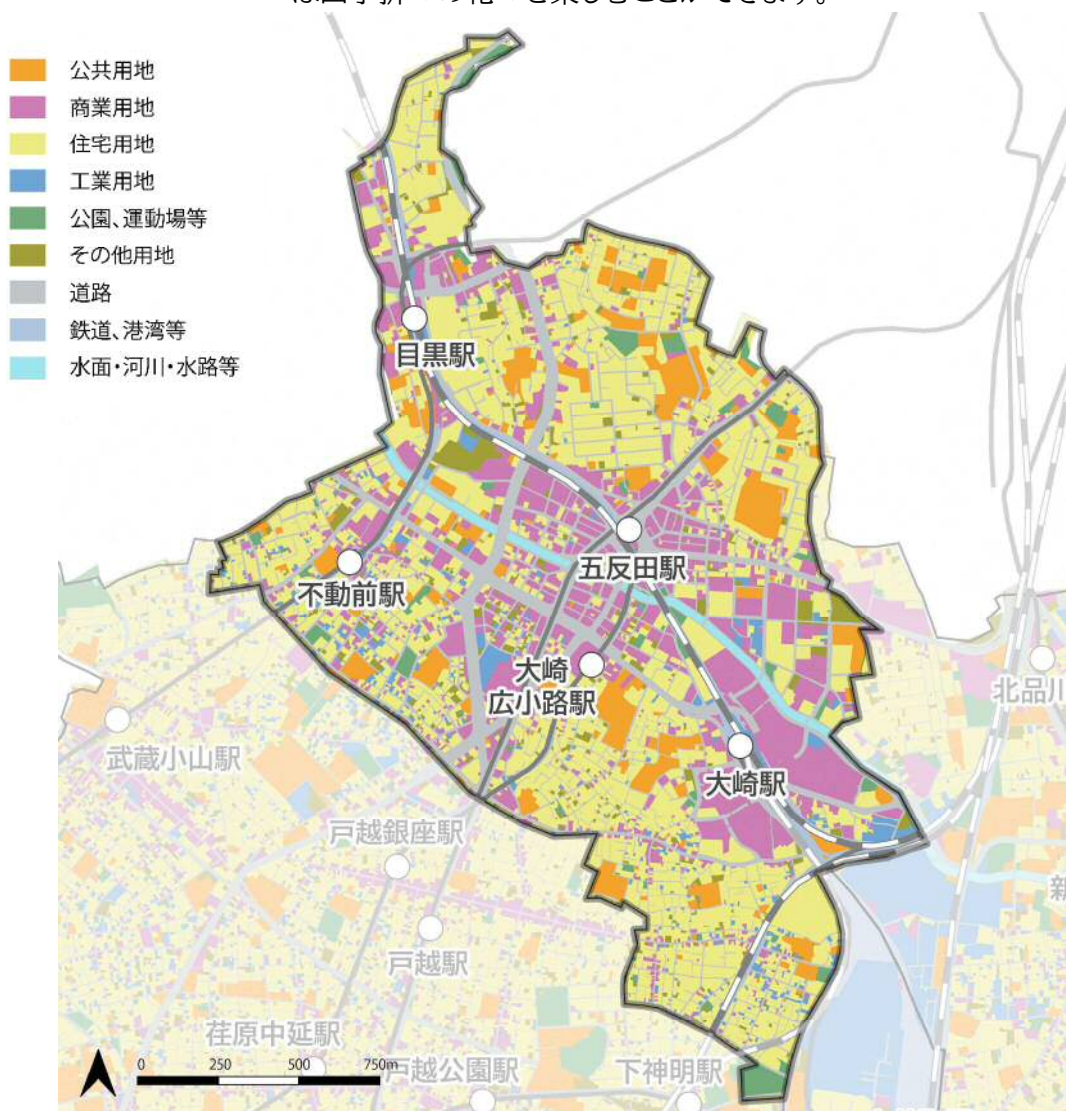 公共用地
商業用地
住宅用地
工業用地
公園、運動場等
その他用地
道路
鉄道、港湾等
水面・河川・水路等
目黒駅
五反田駅
不動前駅
大崎
広小路駅
大崎駅
北品川
武蔵小山駅
戸越銀座駅
戸越駅
荏原中延駅
戸越公園駅
下神明駅
新
0 250 500 750m